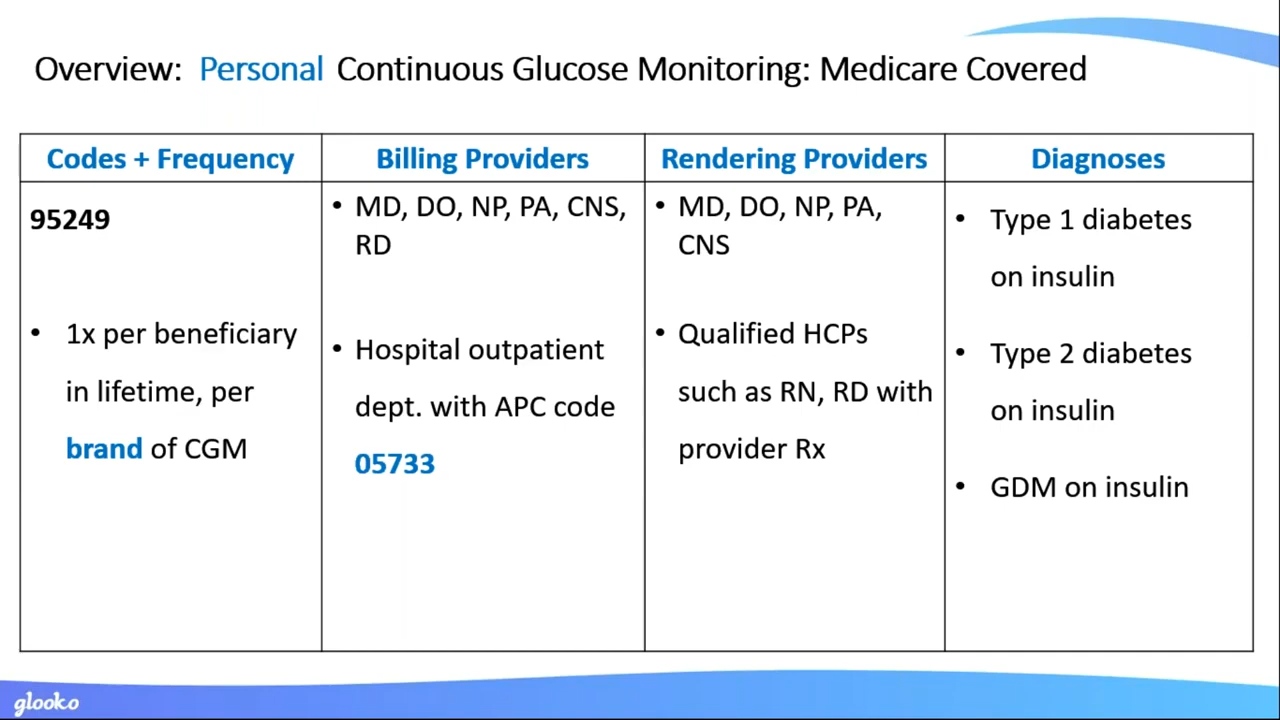 Overview: Personal Continuous Glucose Monitoring: Medicare Covered
Codes + Frequency
Billing Providers
Rendering Providers
Diagnoses
95249
• 1x per beneficiary
in lifetime, per
brand of CGM
• MD, DO, NP, PA, CNS,
RD
• Hospital outpatient
dept. with APC code
05733
• MD, DO, NP, PA,
CNS
• Qualified HCPs
such as RN, RD with
provider Rx
• Type 1 diabetes
on insulin
• Type 2 diabetes
on insulin
• GDM on insulin
glooko